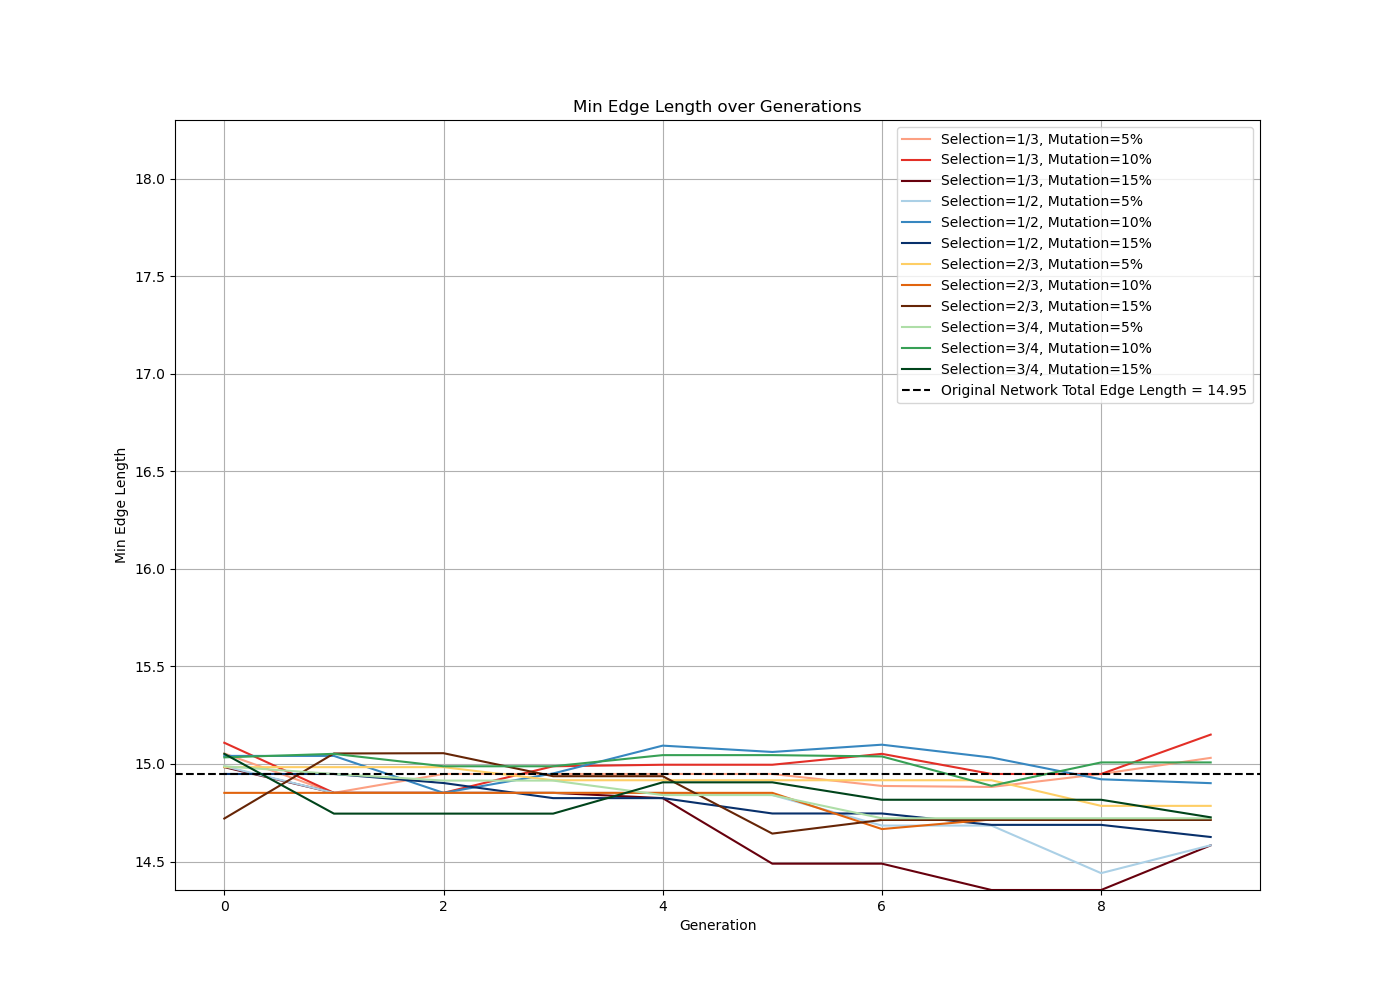 Min Edge Length over Generations
Selection=1/3, Mutation=5%
Selection=1/3, Mutation=10%
Selection=1/3, Mutation=15%
Selection=1/2, Mutation=5%
Selection=1/2, Mutation=10%
Selection=1/2, Mutation=15%
Selection=2/3, Mutation=5%
Selection=2/3, Mutation=10%
Selection=2/3, Mutation=15%
Selection=3/4, Mutation=5%
Selection=3/4, Mutation=10%
Selection=3/4, Mutation=15%
Original Network Total Edge Length = 14.95
Min Edge Length
18.0
17.5
17.0
16.5
16.0
15.5
15.0
14.5
0
2
4
6
8
Generation